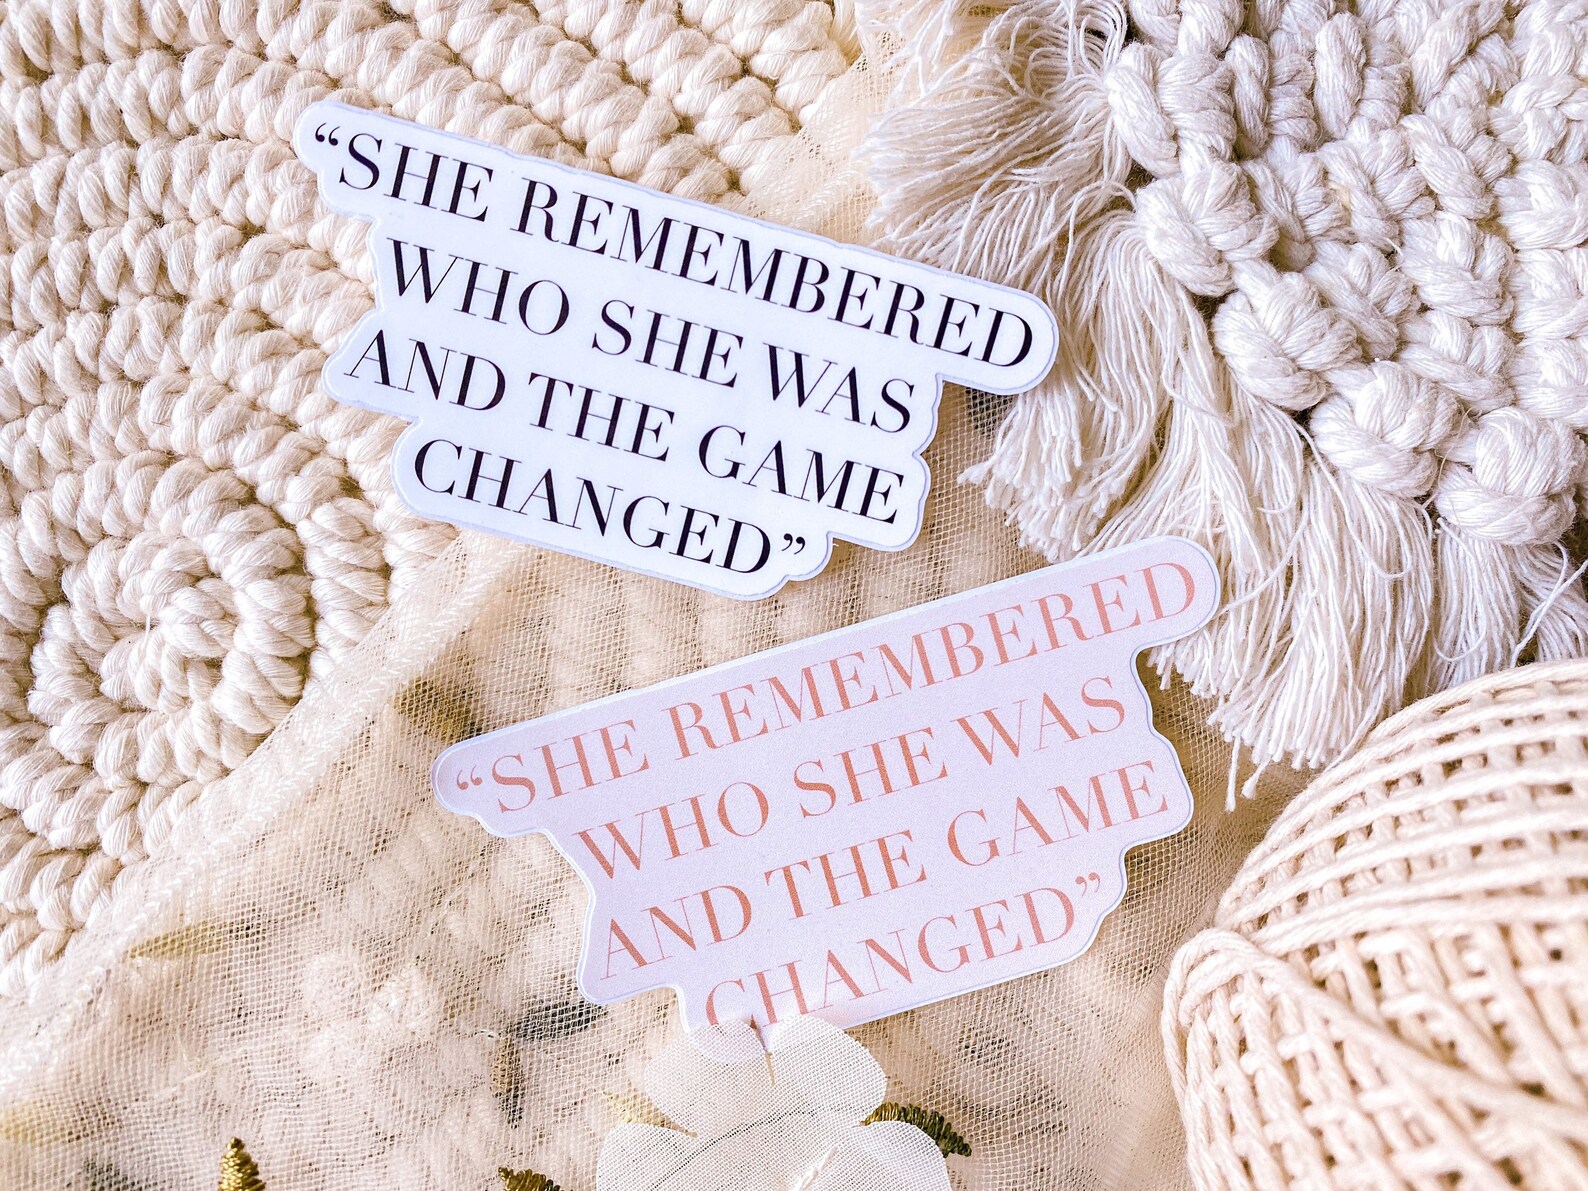 “SHE REMEMBERED
WHO SHE WAS
AND THE GAME
CHANGED”
“SHE REMEMBERED
WHO SHE WAS
AND THE GAME
CHANGED”